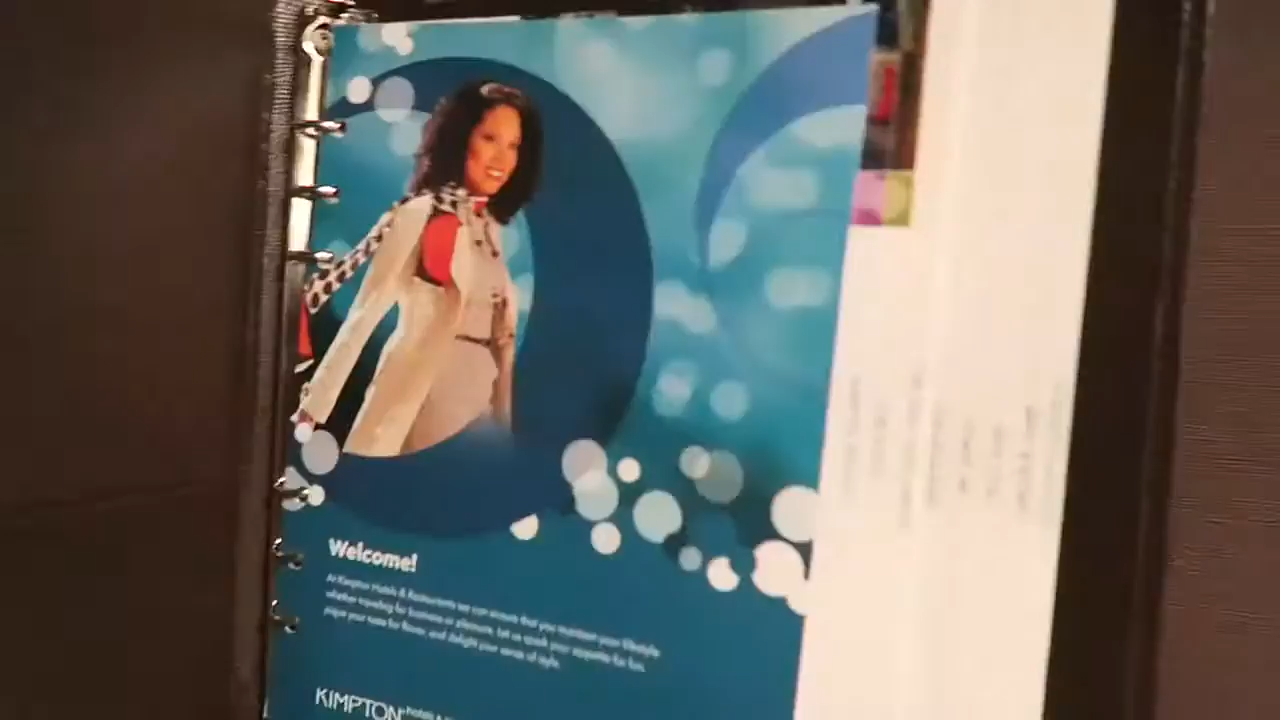 Welcome!
At Kimpton Hotels & Restaurants we can ensure that you maintain your lifestyle
whether traveling for business or pleasure. Let us spark your appetite for fun,
pique your taste for flavor, and delight your sense of style.
KIMPTON hotels